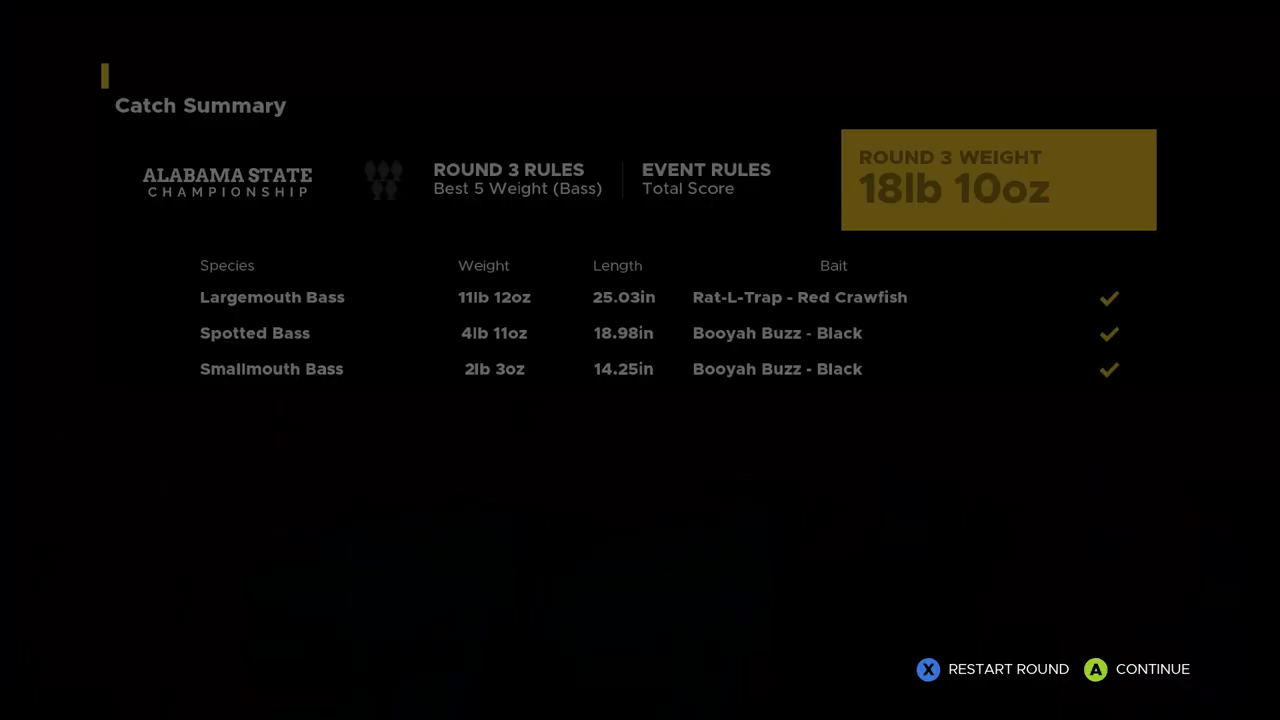 Catch Summary
ALABAMA STATE
CHAMPIONSHIP
ROUND 3 RULES
Best 5 Weight (Bass)
EVENT RULES
Total Score
ROUND 3 WEIGHT
18lb 10oz
Species Weight Length Bait
Largemouth Bass 11lb 12oz 25.03in Rat-L-Trap - Red Crawfish
Spotted Bass 4lb 11oz 18.98in Booyah Buzz - Black
Smallmouth Bass 2lb 3oz 14.25in Booyah Buzz - Black
X RESTART ROUND A CONTINUE